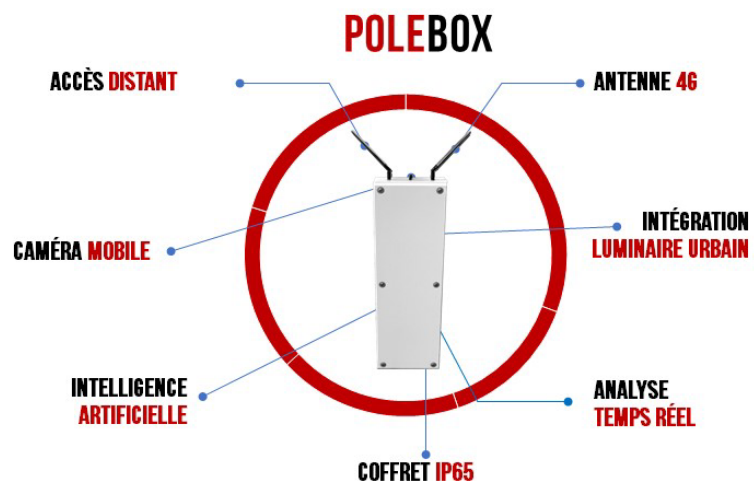 POLEBOX
ACCÈS DISTANT
ANTENNE 4G
CAMÉRA MOBILE
INTÉGRATION
LUMINAIRE URBAIN
INTELLIGENCE
ARTIFICIELLE
ANALYSE
TEMPS RÉEL
COFFRET IP65